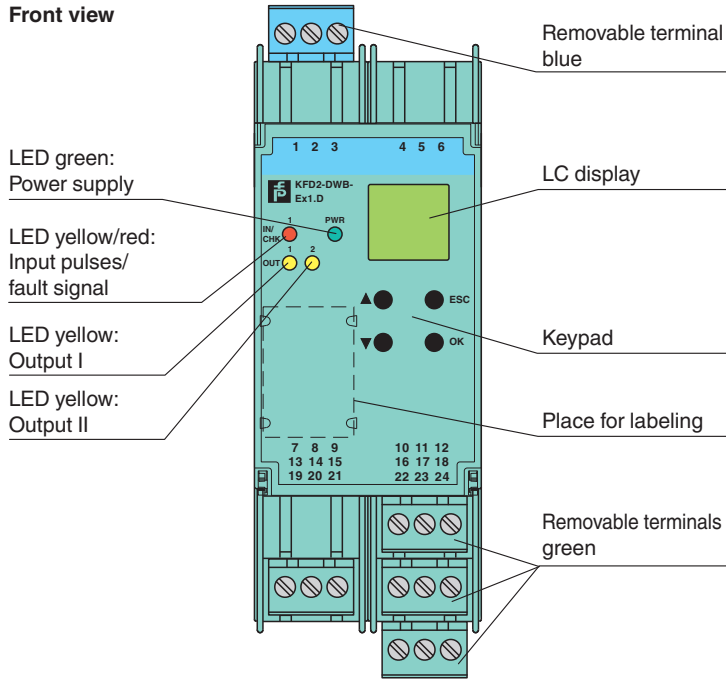 Front view
Removable terminal
blue
1 2 3 4 5 6
LED green:
Power supply
KFD2-DWB-
Ex1.D
LC display
1 PWR
IN/
CHK
LED yellow/red:
Input pulses/
fault signal
1 2
OUT
▲ ESC
LED yellow:
Output I
▼ OK
Keypad
LED yellow:
Output II
Place for labeling
7 8 9 10 11 12
13 14 15 16 17 18
19 20 21 22 23 24
Removable terminals
green